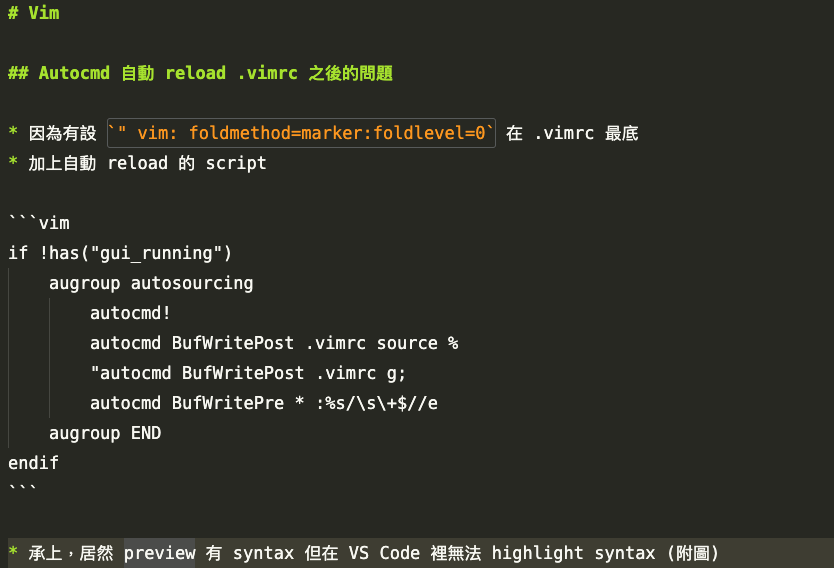 # Vim
## Autocmd 自動 reload .vimrc 之後的問題
* 因為有設 `" vim: foldmethod=marker:foldlevel=0` 在 .vimrc 最底
* 加上自動 reload 的 script
```vim
if !has("gui_running")
    augroup autosourcing
        autocmd!
        autocmd BufWritePost .vimrc source %
        "autocmd BufWritePost .vimrc g;
        autocmd BufWritePre * :%s/\s\+$//e
    augroup END
endif
```
* 承上，居然 preview 有 syntax 但在 VS Code 裡無法 highlight syntax (附圖)